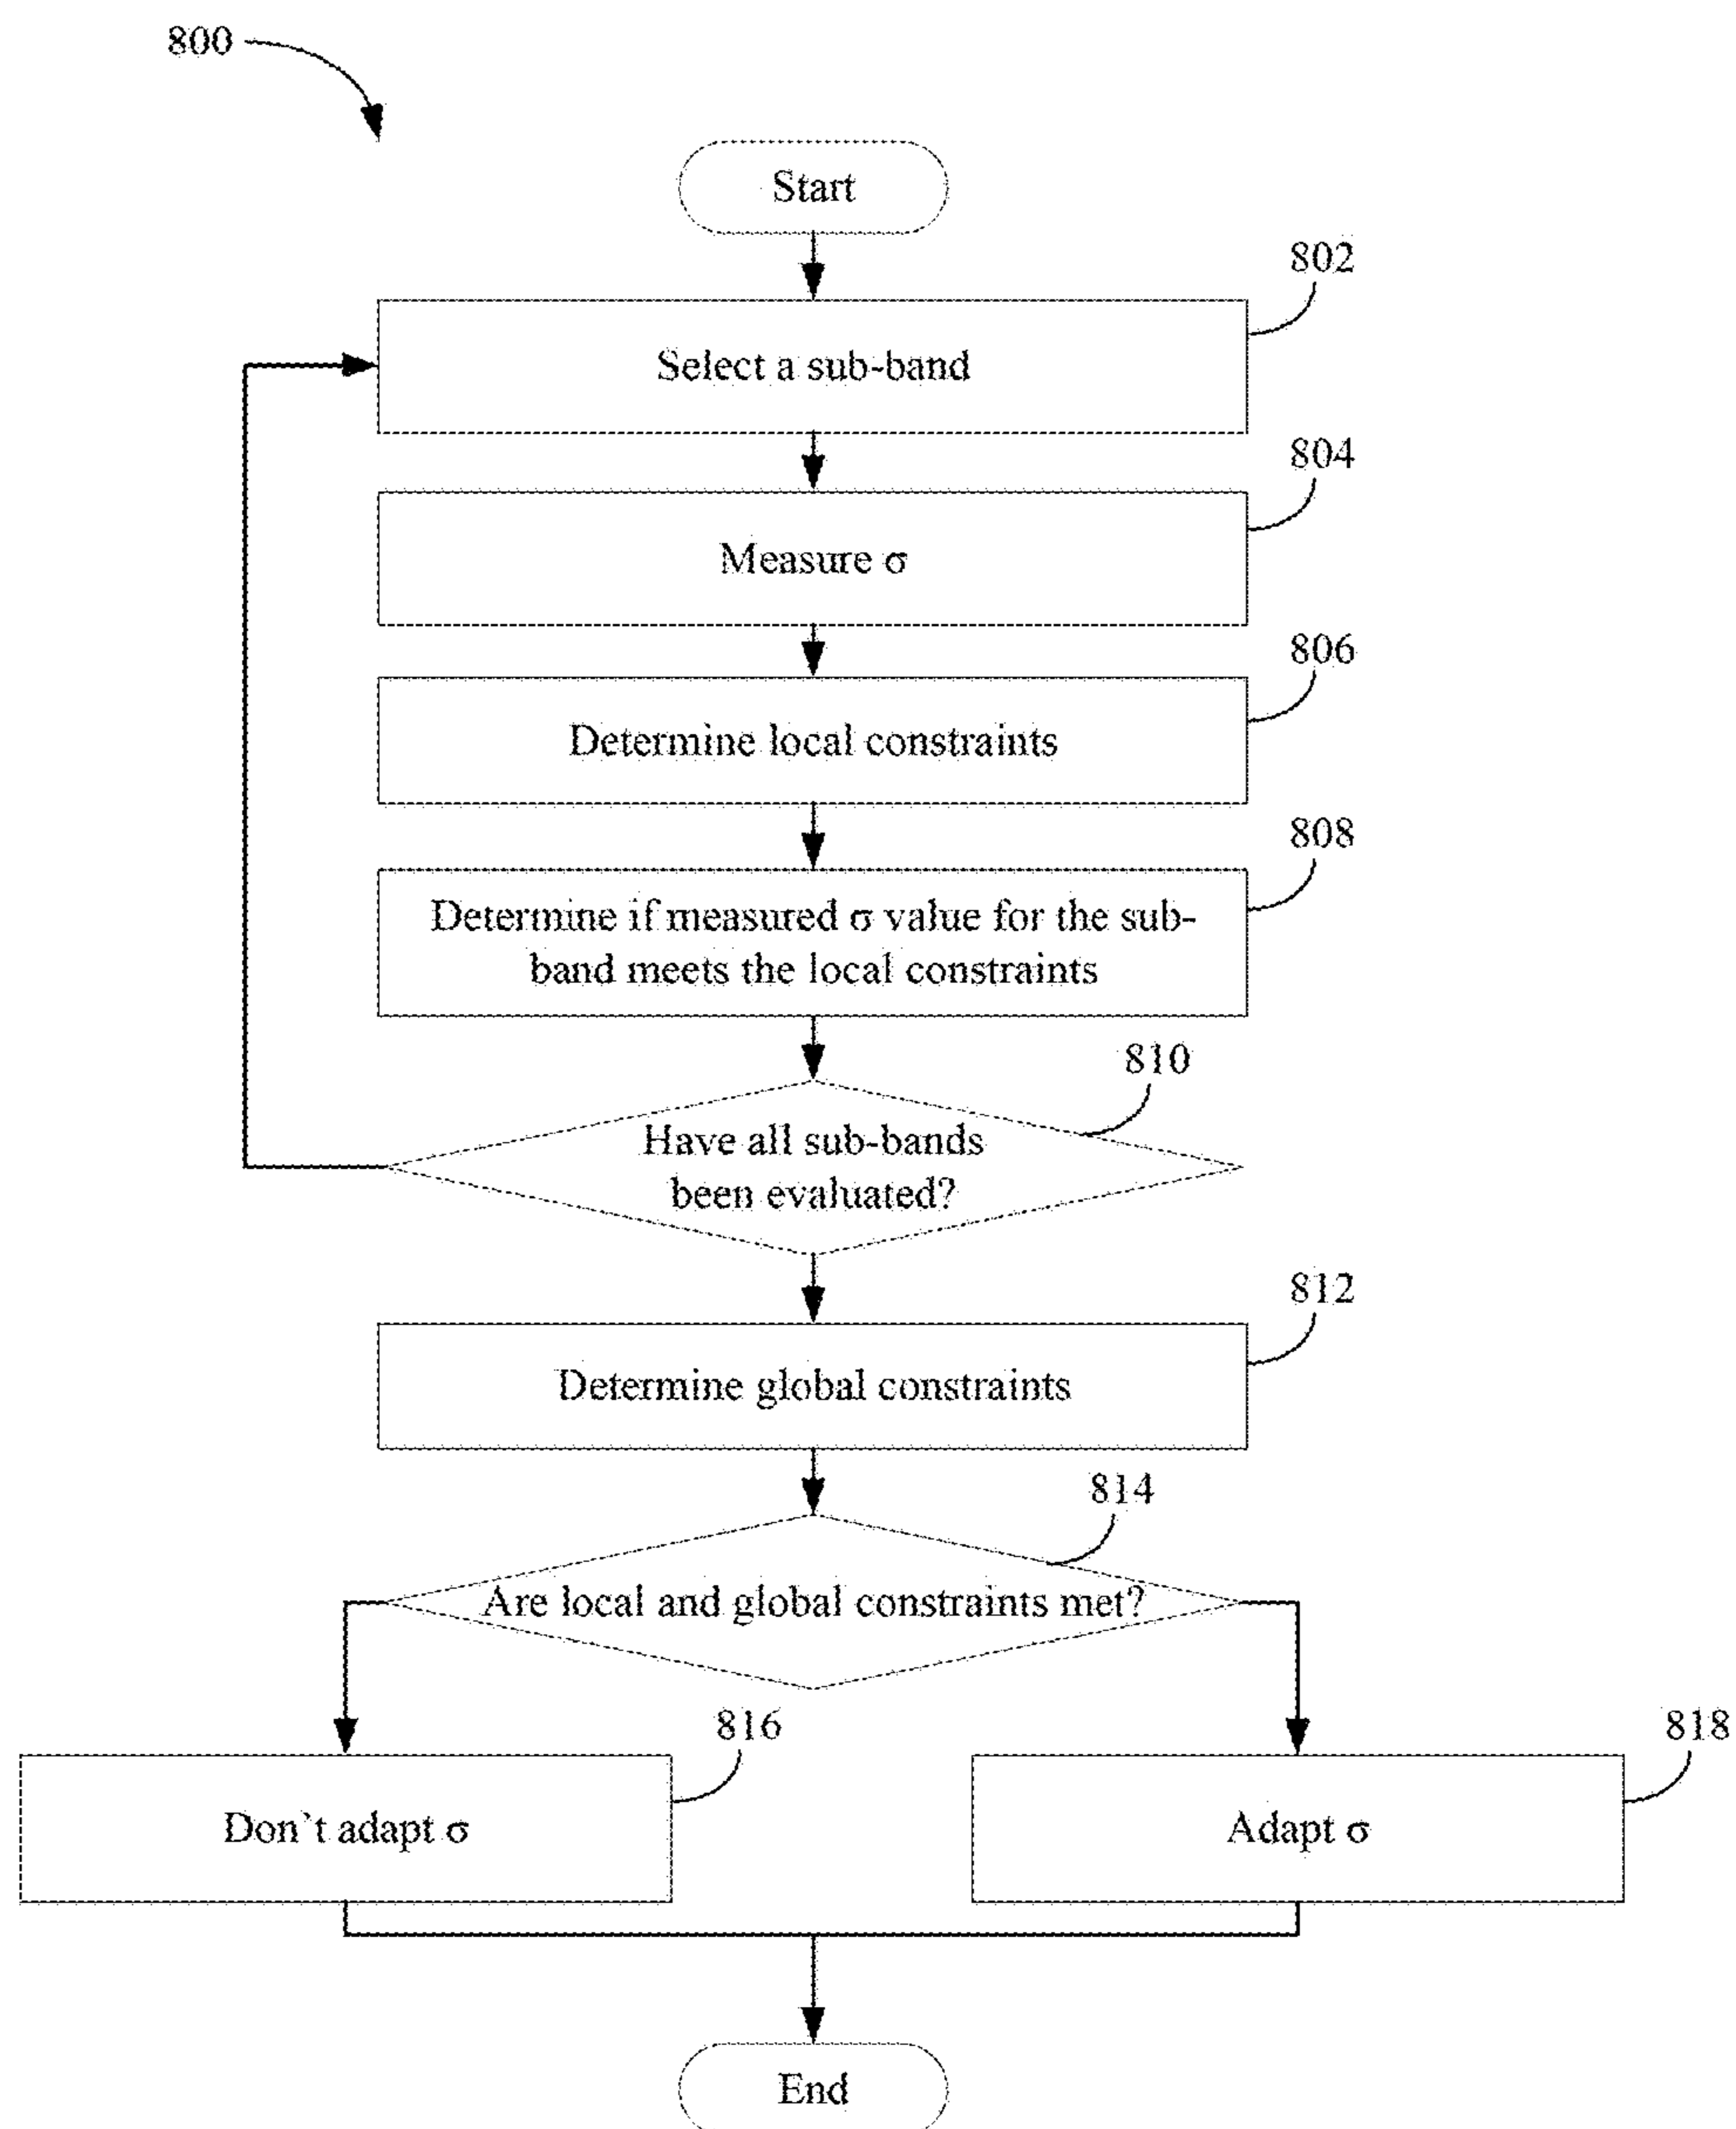 800
Start
802
Select a sub-band
804
Measure σ
806
Determine local constraints
808
Determine if measured σ value for the sub-
band meets the local constraints
810
Have all sub-bands
been evaluated?
812
Determine global constraints
814
Are local and global constraints met?
816
Don't adapt σ
818
Adapt σ
End